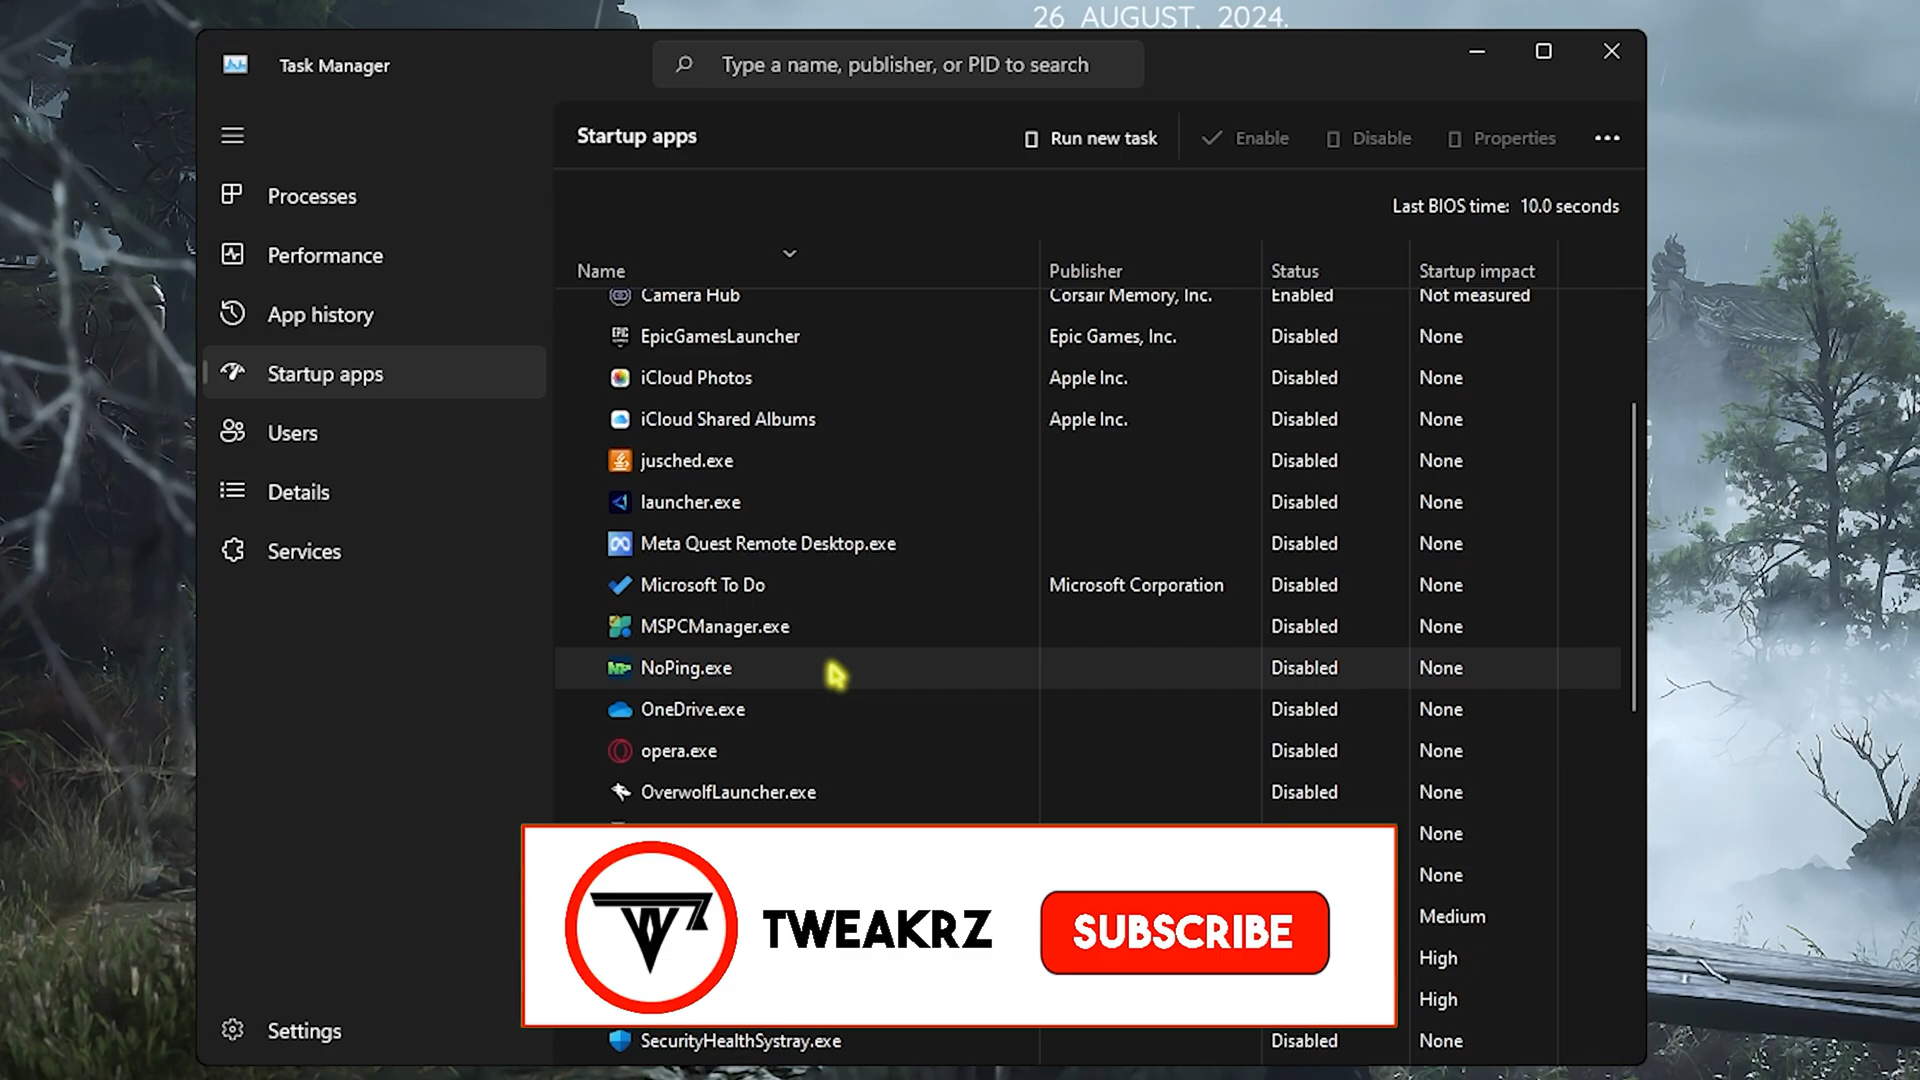 26 AUGUST, 2024.
Task Manager
Type a name, publisher, or PID to search
Startup apps
Run new task
Enable
Disable
Properties
Last BIOS time: 10.0 seconds
Processes
Performance
App history
Startup apps
Users
Details
Services
Settings
Name Publisher Status Startup impact
Camera Hub Corsair Memory, Inc. Enabled Not measured
EpicGamesLauncher Epic Games, Inc. Disabled None
iCloud Photos Apple Inc. Disabled None
iCloud Shared Albums Apple Inc. Disabled None
jusched.exe Disabled None
launcher.exe Disabled None
Meta Quest Remote Desktop.exe Disabled None
Microsoft To Do Microsoft Corporation Disabled None
MSPCManager.exe Disabled None
NoPing.exe Disabled None
OneDrive.exe Disabled None
opera.exe Disabled None
OverwolfLauncher.exe Disabled None
None
None
Medium
High
High
SecurityHealthSystray.exe Disabled None
TWEAKRZ
SUBSCRIBE